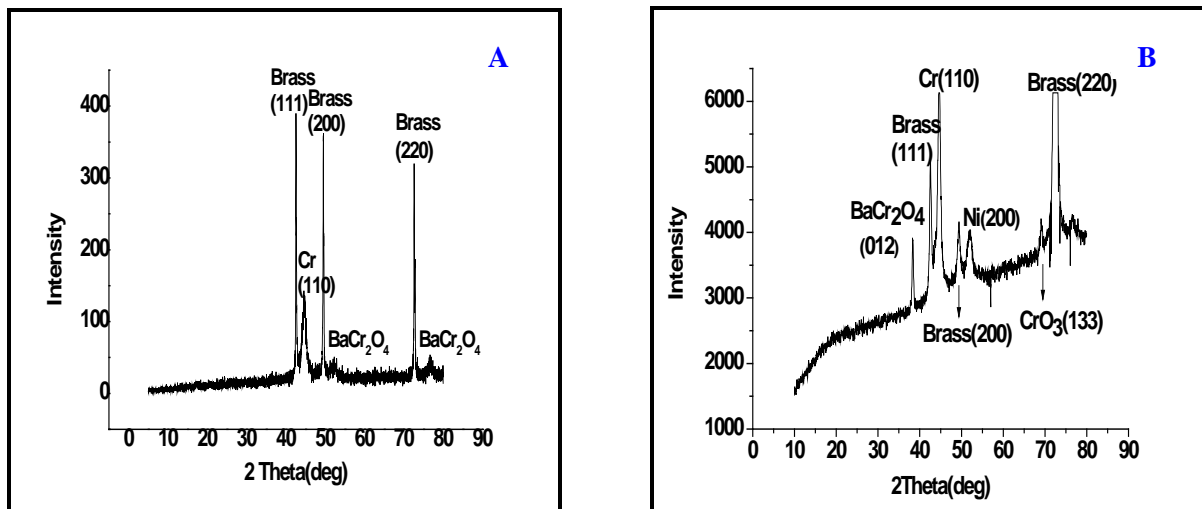 A
Brass
(111)
Brass
(200)
Brass
(220)
Cr
(110)
BaCr2O4
BaCr2O4
Intensity
400
300
200
100
0
0 10 20 30 40 50 60 70 80 90
2 Theta(deg)
B
Cr(110)
Brass(220)
Brass
(111)
BaCr2O4
(012)
Ni(200)
Brass(200)
CrO3(133)
Intensity
6000
5000
4000
3000
2000
1000
0 10 20 30 40 50 60 70 80 90
2Theta(deg)